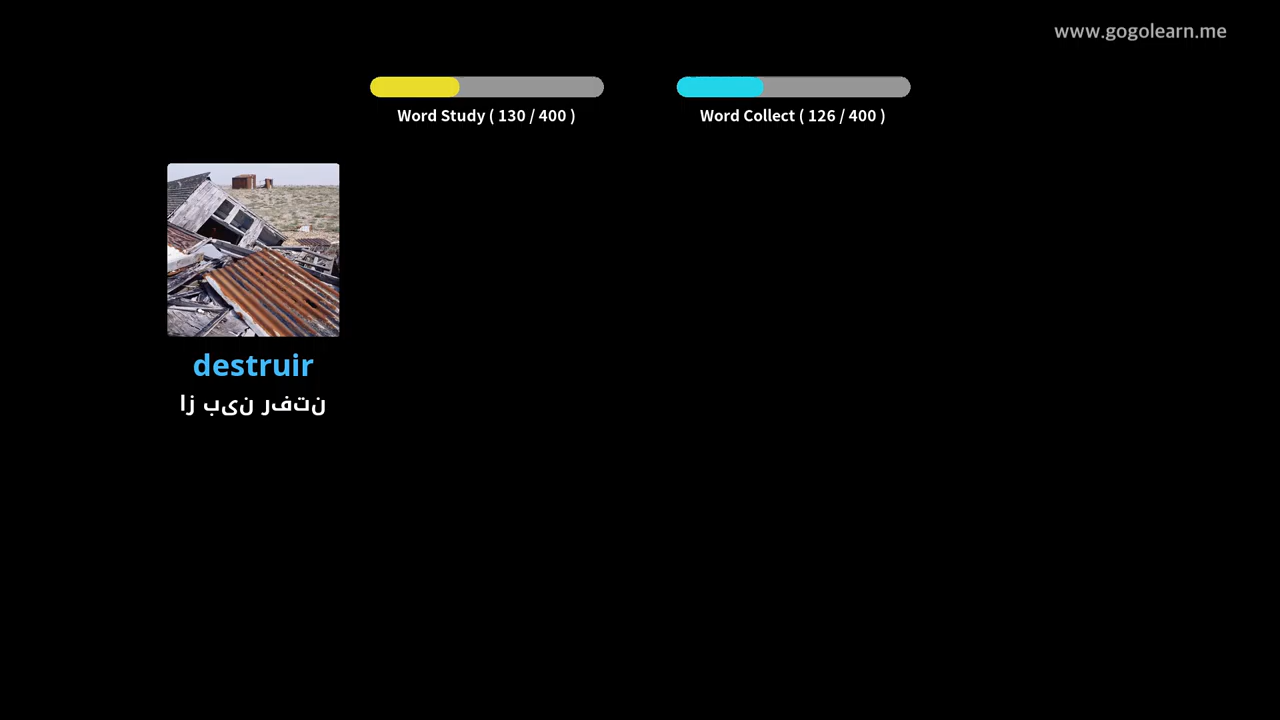 www.gogolearn.me
Word Study ( 130 / 400 )
Word Collect ( 126 / 400 )
destruir
از بین رفتن